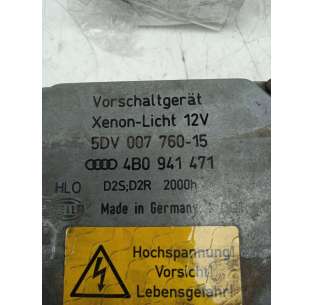 Vorschaltgerät
Xenon-Licht 12V
5DV 007 760-15
4B0 941 471
HLO D2S;D2R 2000h
Made in Germany
Hochspannung!
Vorsicht!
Lebensgefahr!